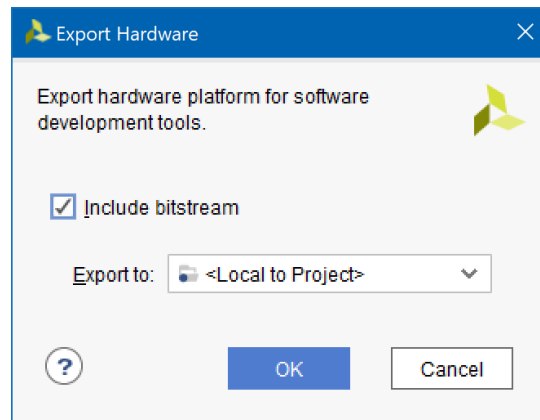 Export Hardware
Export hardware platform for software
development tools.
Include bitstream
Export to: <Local to Project>
?
OK Cancel